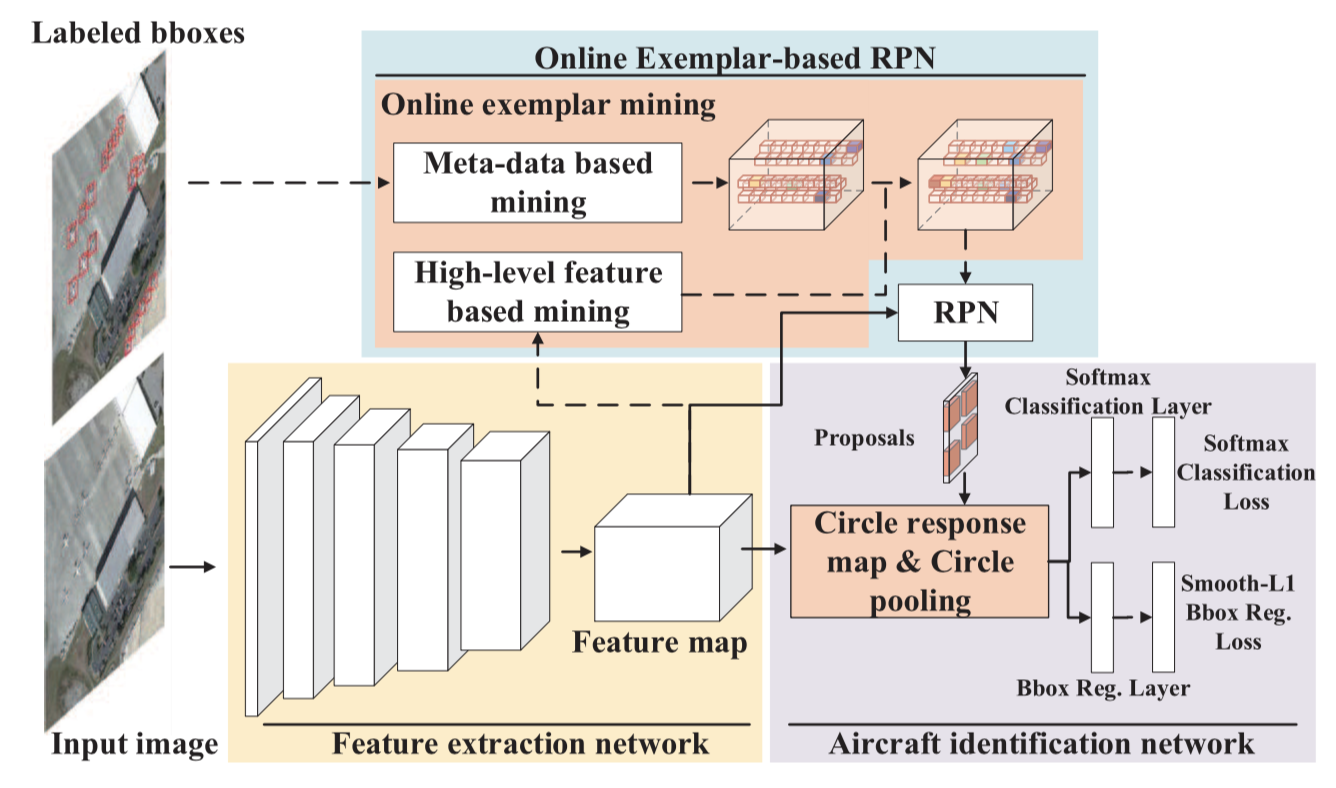 Labeled bboxes
Online Exemplar-based RPN
Online exemplar mining
Meta-data based
mining
High-level feature
based mining
RPN
Softmax
Classification Layer
Proposals
Softmax
Classification
Loss
Circle response
map & Circle
pooling
Smooth-L1
Bbox Reg.
Loss
Feature map
Bbox Reg. Layer
Input image
Feature extraction network
Aircraft identification network